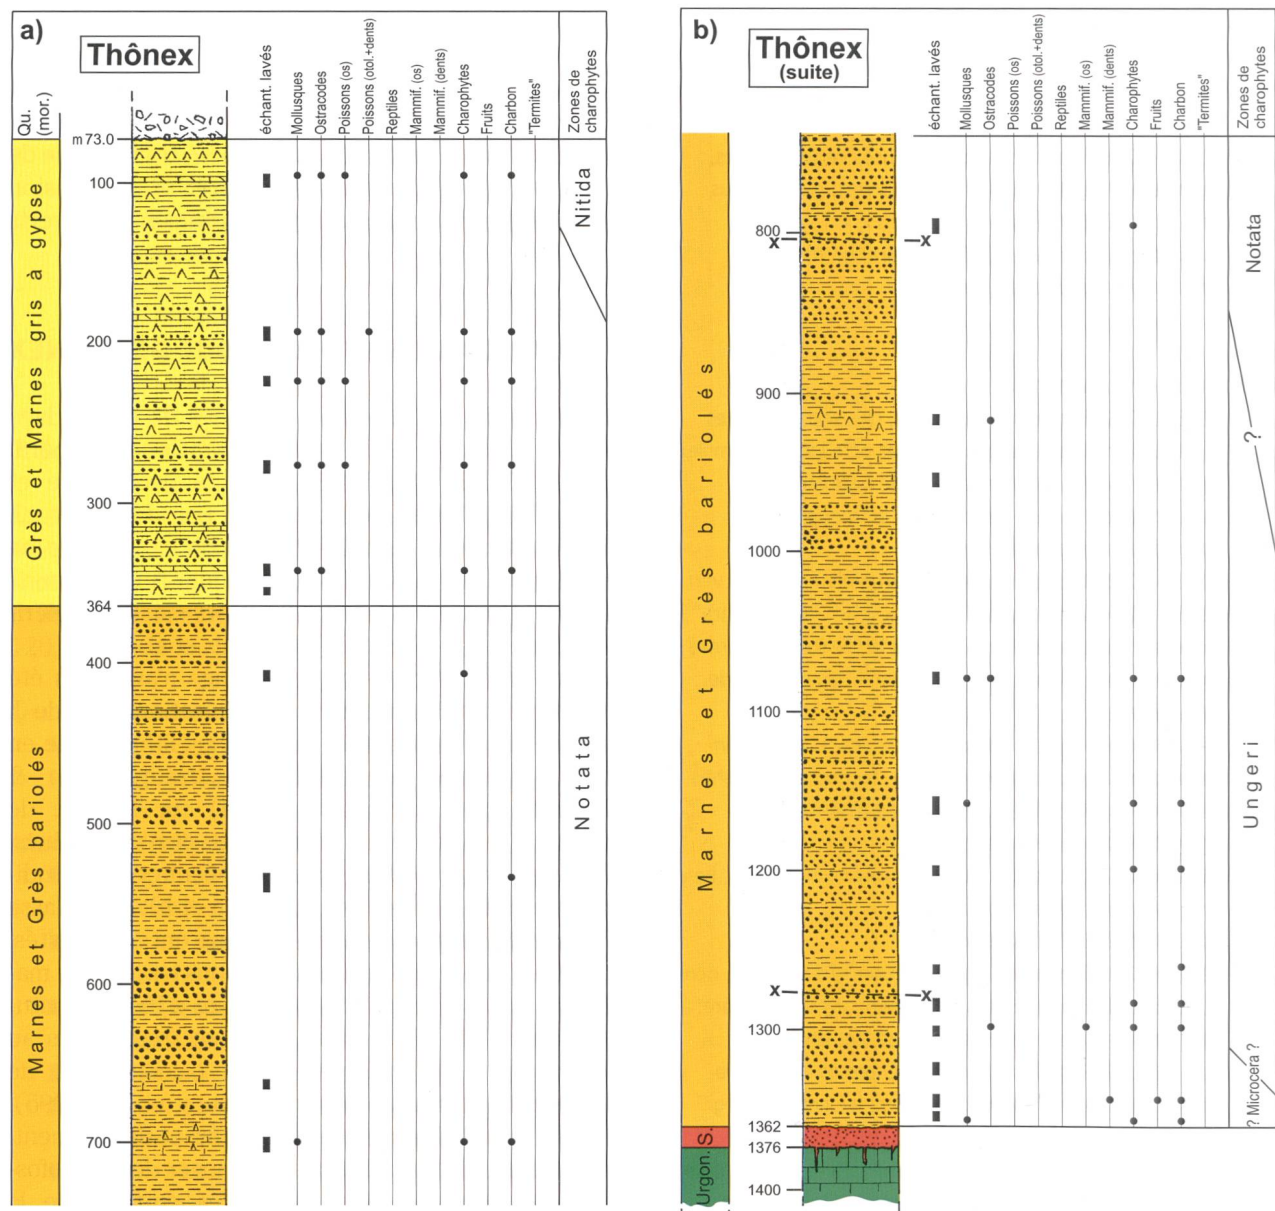 a)
Thônex
Qu.
(mor.)
échant. lavés
Mollusques
Ostracodes
Poissons (os)
Poissons (otol.+dents)
Reptiles
Mammif. (os)
Mammif. (dents)
Charophytes
Fruits
Charbon
"Termites"
Zones de
charophytes
m 73.0
100
200
300
364
400
500
600
700
Grès et Marnes gris à gypse
Marnes et Grès bariolés
Nitida
Notata
b)
Thônex
(suite)
échant. lavés
Mollusques
Ostracodes
Poissons (os)
Poissons (otol.+dents)
Reptiles
Mammif. (os)
Mammif. (dents)
Charophytes
Fruits
Charbon
"Termites"
Zones de
charophytes
800
x
x
900
1000
1100
1200
x
x
1300
1362
1376
1400
Marnes et Grès bariolés
S.
Urgon.
Notata
?
Ungeri
? Microcera ?